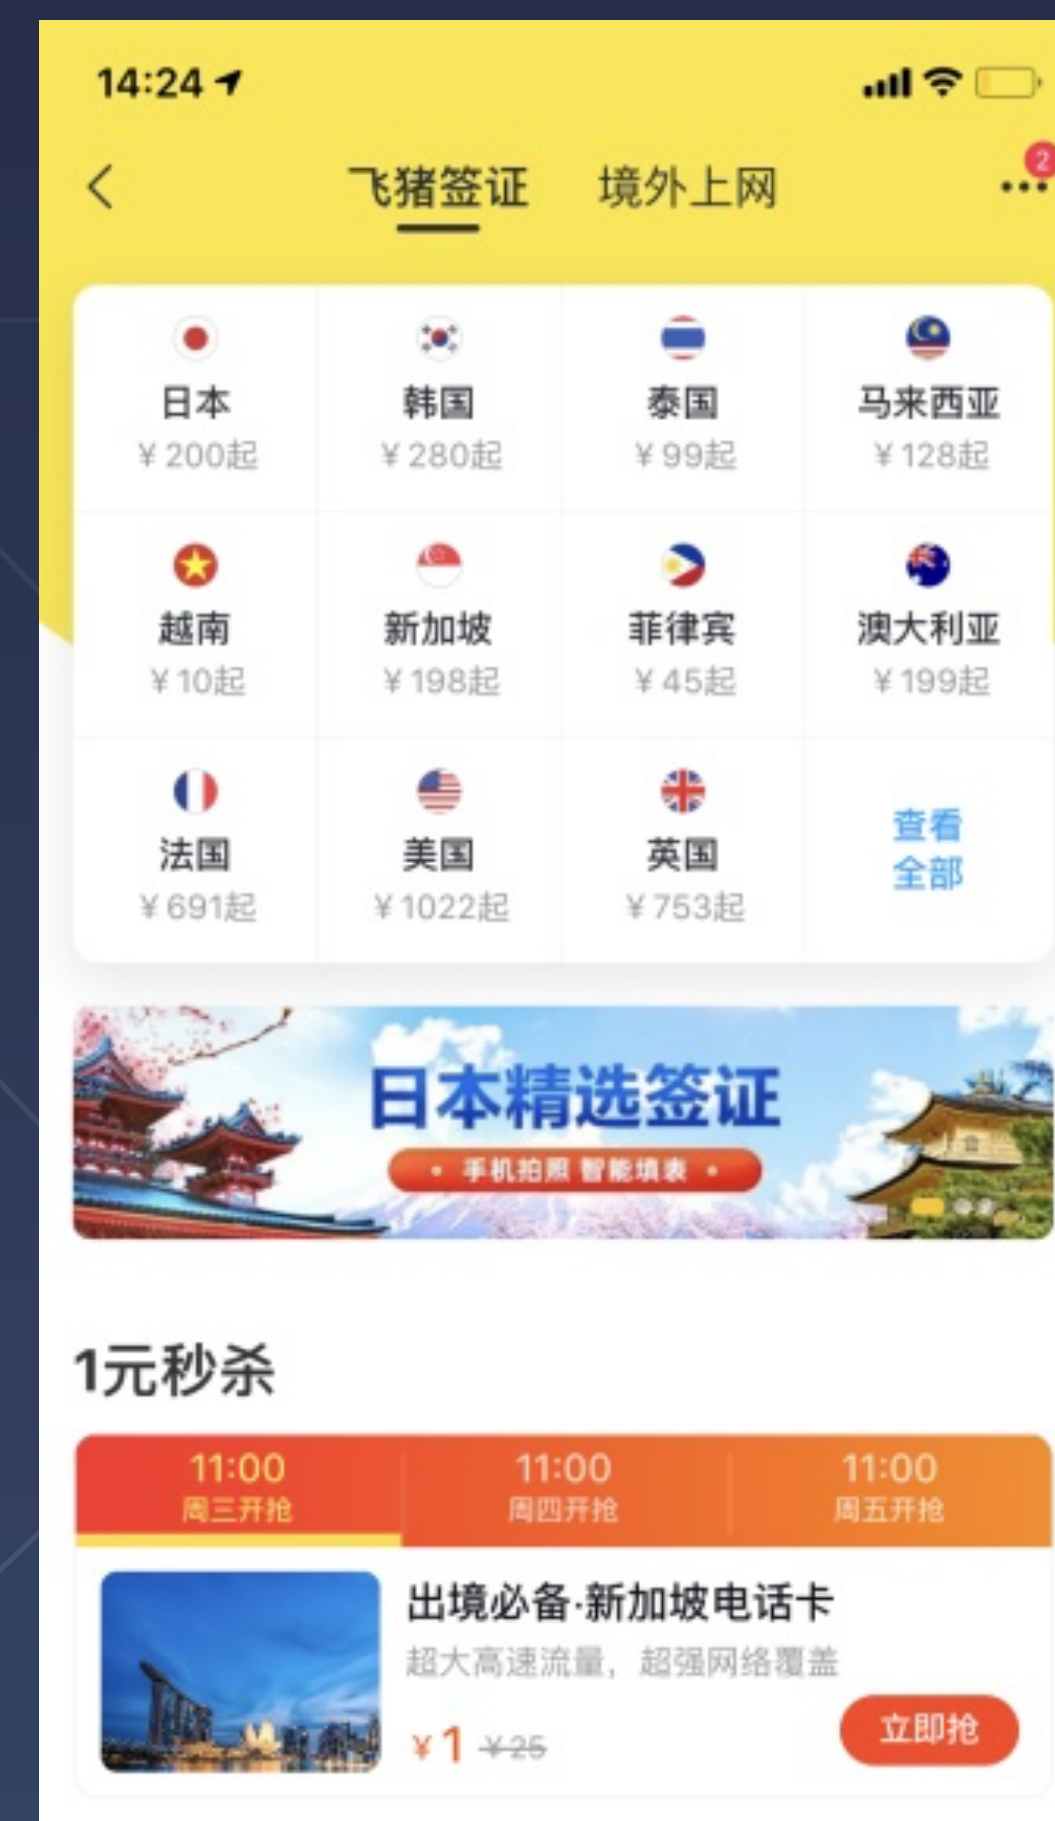 14:24
飞猪签证 境外上网
2
日本 韩国 泰国 马来西亚
¥200起 ¥280起 ¥99起 ¥128起
越南 新加坡 菲律宾 澳大利亚
¥10起 ¥198起 ¥45起 ¥199起
法国 美国 英国 查看
全部
¥691起 ¥1022起 ¥753起
日本精选签证
• 手机拍照 智能填表 •
1元秒杀
11:00 11:00 11:00
周三开抢 周四开抢 周五开抢
出境必备·新加坡电话卡
超大高速流量，超强网络覆盖
¥1 ¥25 立即抢